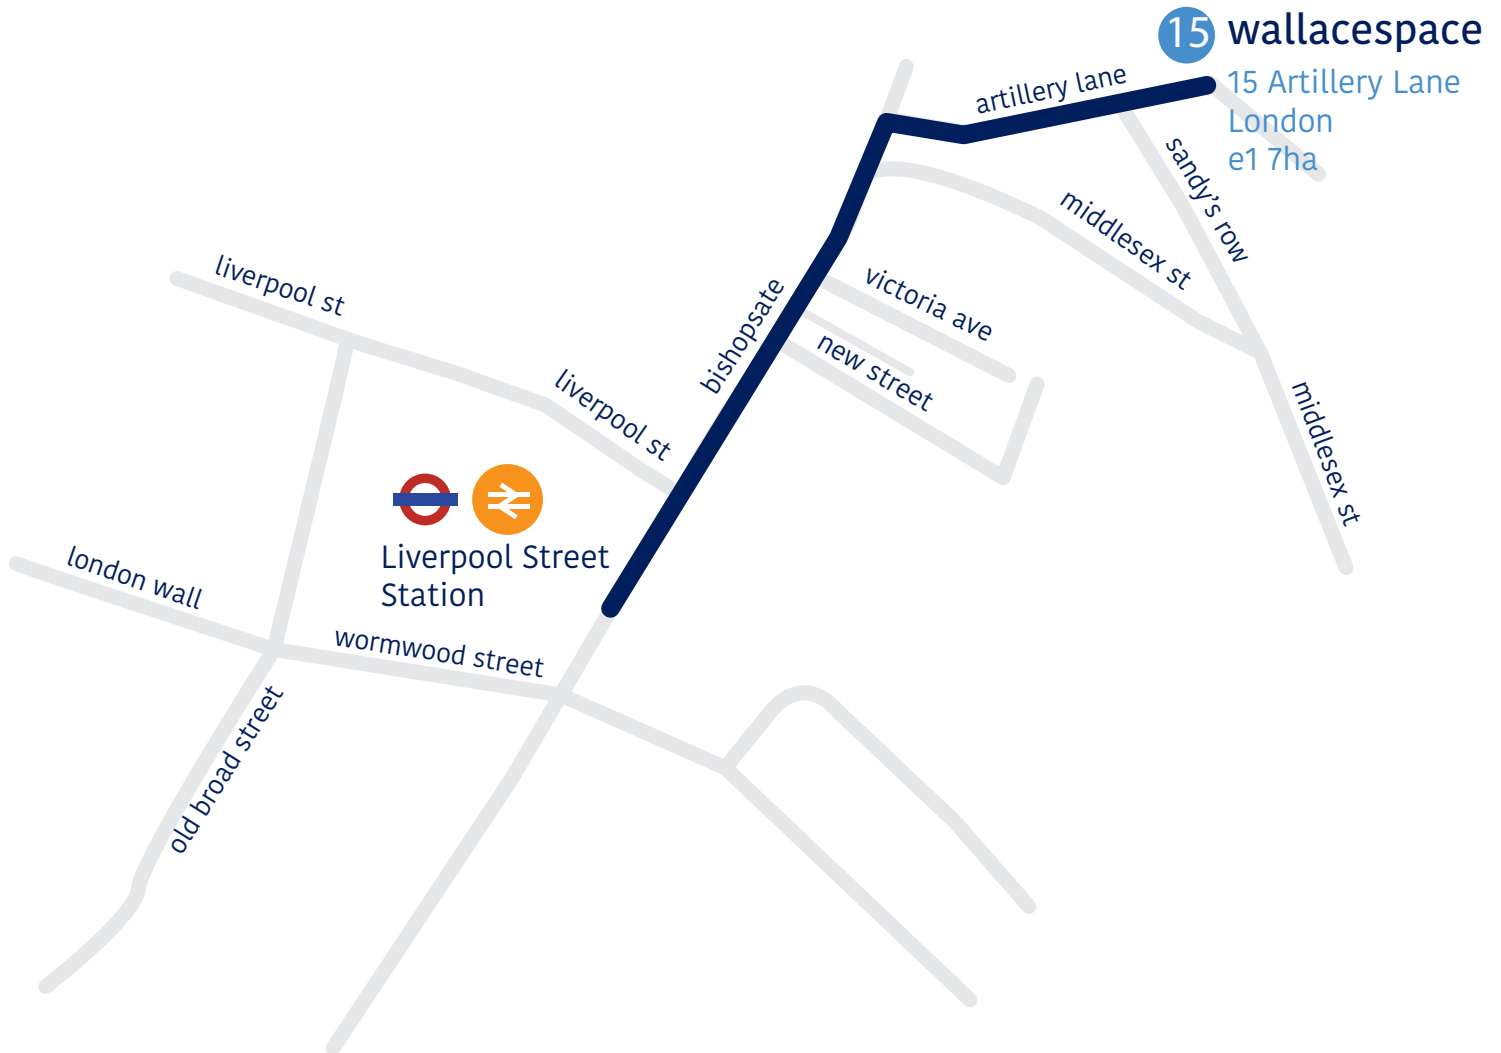 15 wallacespace
15 Artillery Lane
London
e1 7ha
artillery lane
sandy's row
middlesex st
victoria ave
new street
bishopsate
middlesex st
liverpool st
liverpool st
Liverpool Street
Station
london wall
wormwood street
old broad street